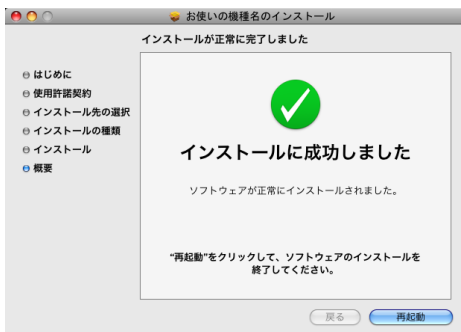 お使いの機種名のインストール
インストールが正常に完了しました
はじめに
使用許諾契約
インストール先の選択
インストールの種類
インストール
概要
インストールに成功しました
ソフトウェアが正常にインストールされました。
“再起動”をクリックして、ソフトウェアのインストールを
終了してください。
戻る
再起動